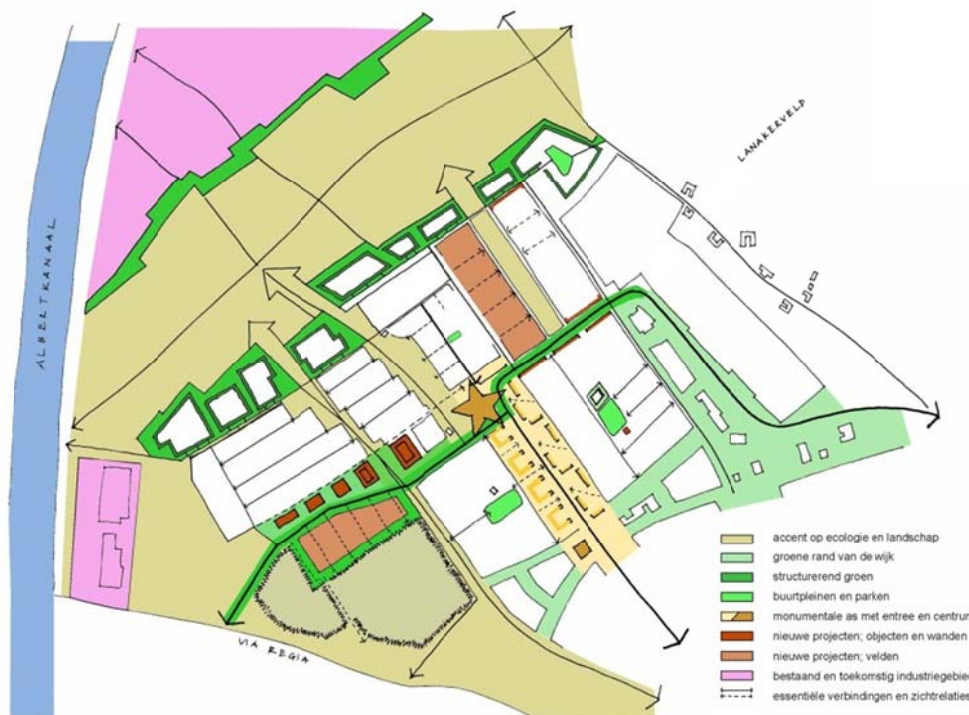 LANAKERVELD
ALBERTKANAAL
VIA REGIA
accent op ecologie en landschap
groene rand van de wijk
structurerend groen
buurtpleinen en parken
monumentale as met entree en centrum
nieuwe projecten; objecten en wanden
nieuwe projecten; velden
bestaand en toekomstig industriegebie
essentiële verbindingen en zichtrelaties